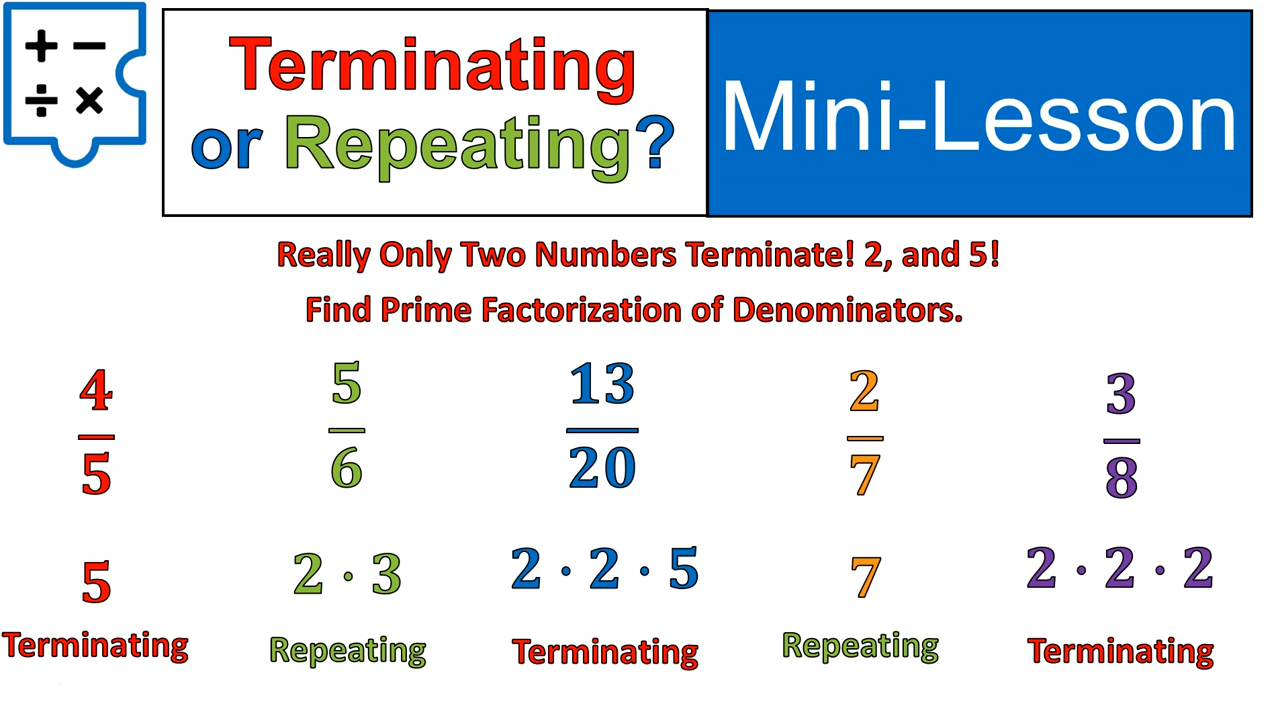 + −
÷ ×
Terminating
or Repeating?
Mini-Lesson
Really Only Two Numbers Terminate! 2, and 5!
Find Prime Factorization of Denominators.
4/5 5/6 13/20 2/7 3/8
5 2 · 3 2 · 2 · 5 7 2 · 2 · 2
Terminating Repeating Terminating Repeating Terminating